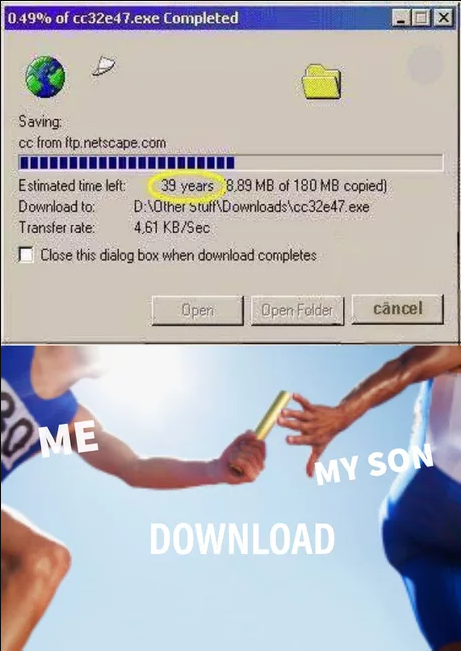 0.49% of cc32e47.exe Completed
Saving:
cc from ftp.netscape.com
Estimated time left: 39 years (8,89 MB of 180 MB copied)
Download to: D:\Other Stuff\Downloads\cc32e47.exe
Transfer rate: 4,61 KB/Sec
Close this dialog box when download completes
Open Open Folder câncel
ME
MY SON
DOWNLOAD